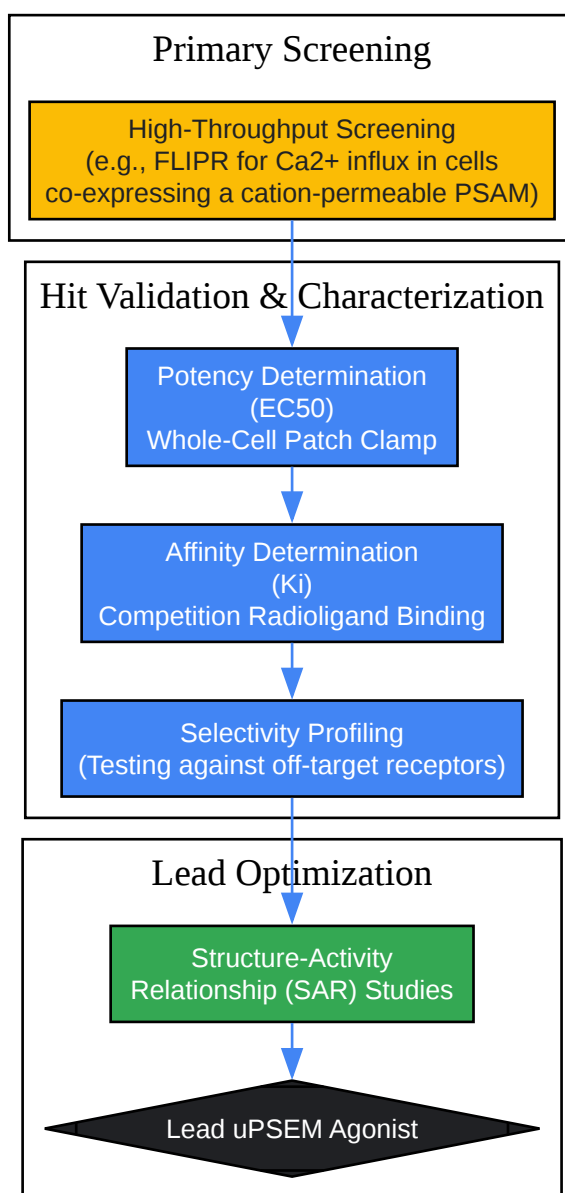 Primary Screening
High-Throughput Screening
(e.g., FLIPR for Ca2+ influx in cells
co-expressing a cation-permeable PSAM)
Hit Validation & Characterization
Potency Determination
(EC50)
Whole-Cell Patch Clamp
Affinity Determination
(Ki)
Competition Radioligand Binding
Selectivity Profiling
(Testing against off-target receptors)
Lead Optimization
Structure-Activity
Relationship (SAR) Studies
Lead uPSEM Agonist